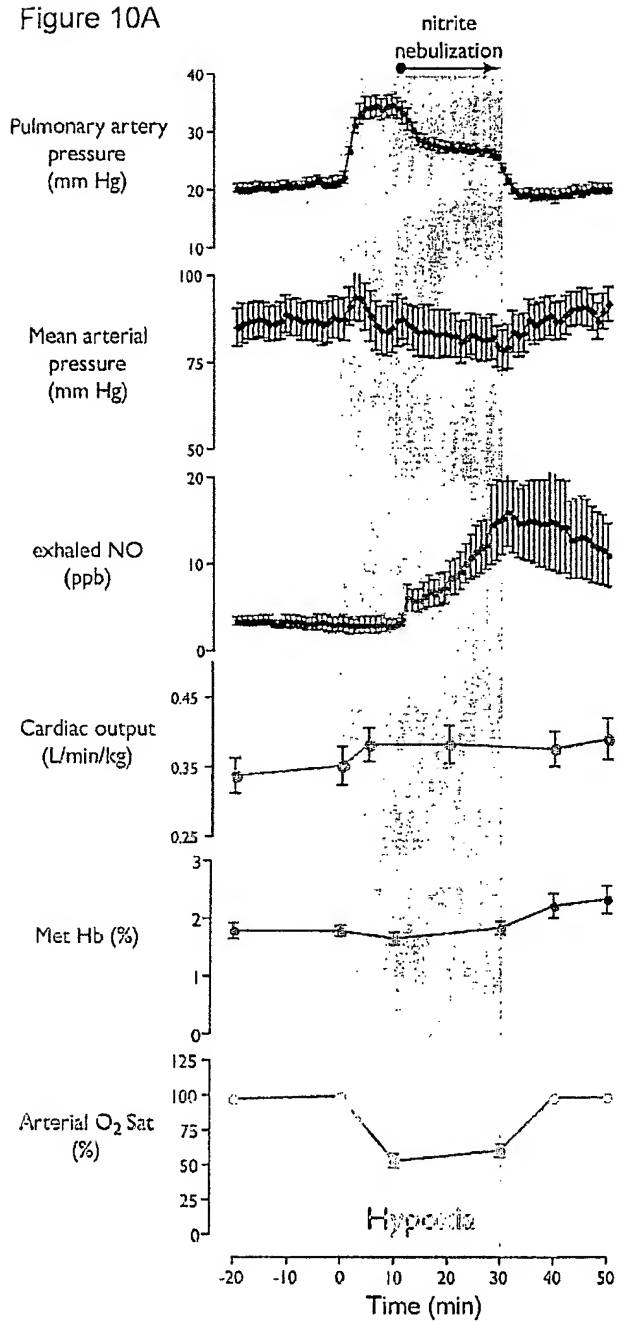 Figure 10A
nitrite
nebulization
40
30
20
10
Pulmonary artery
pressure
(mm Hg)
100
75
50
Mean arterial
pressure
(mm Hg)
20
10
0
exhaled NO
(ppb)
0.45
0.35
0.25
Cardiac output
(L/min/kg)
3
2
1
0
Met Hb (%)
125
100
75
50
25
0
Arterial O₂ Sat
(%)
Hypoxia
-20 -10 0 10 20 30 40 50
Time (min)